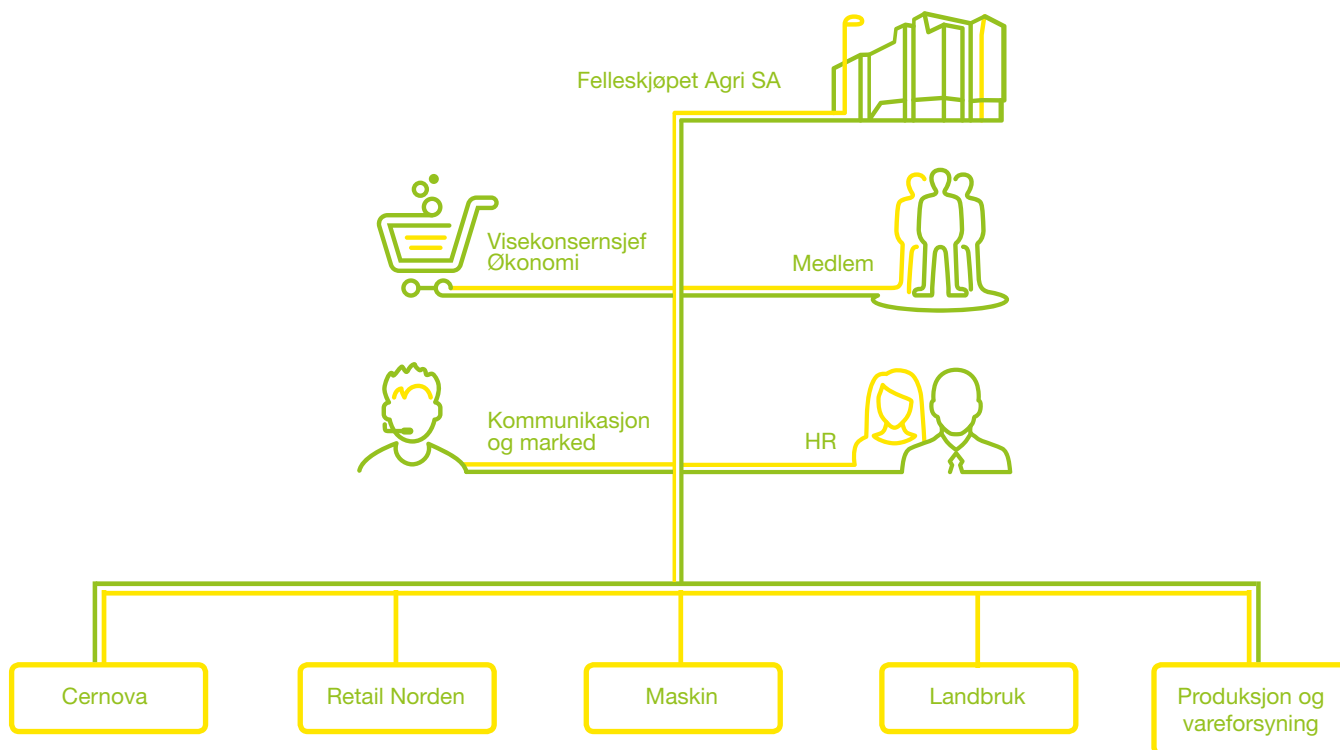 Felleskjøpet Agri SA
Visekonsernsjef
Økonomi
Medlem
Kommunikasjon
og marked
HR
Cernova
Retail Norden
Maskin
Landbruk
Produksjon og
vareforsyning